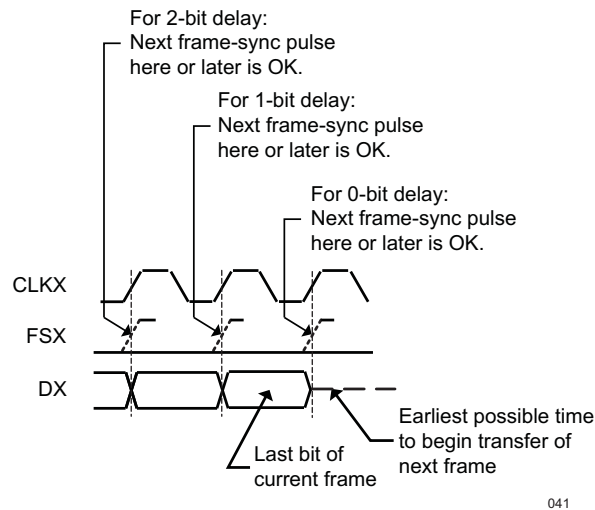 For 2-bit delay:
Next frame-sync pulse
here or later is OK.
For 1-bit delay:
Next frame-sync pulse
here or later is OK.
For 0-bit delay:
Next frame-sync pulse
here or later is OK.
CLKX
FSX
DX
Last bit of
current frame
Earliest possible time
to begin transfer of
next frame
041